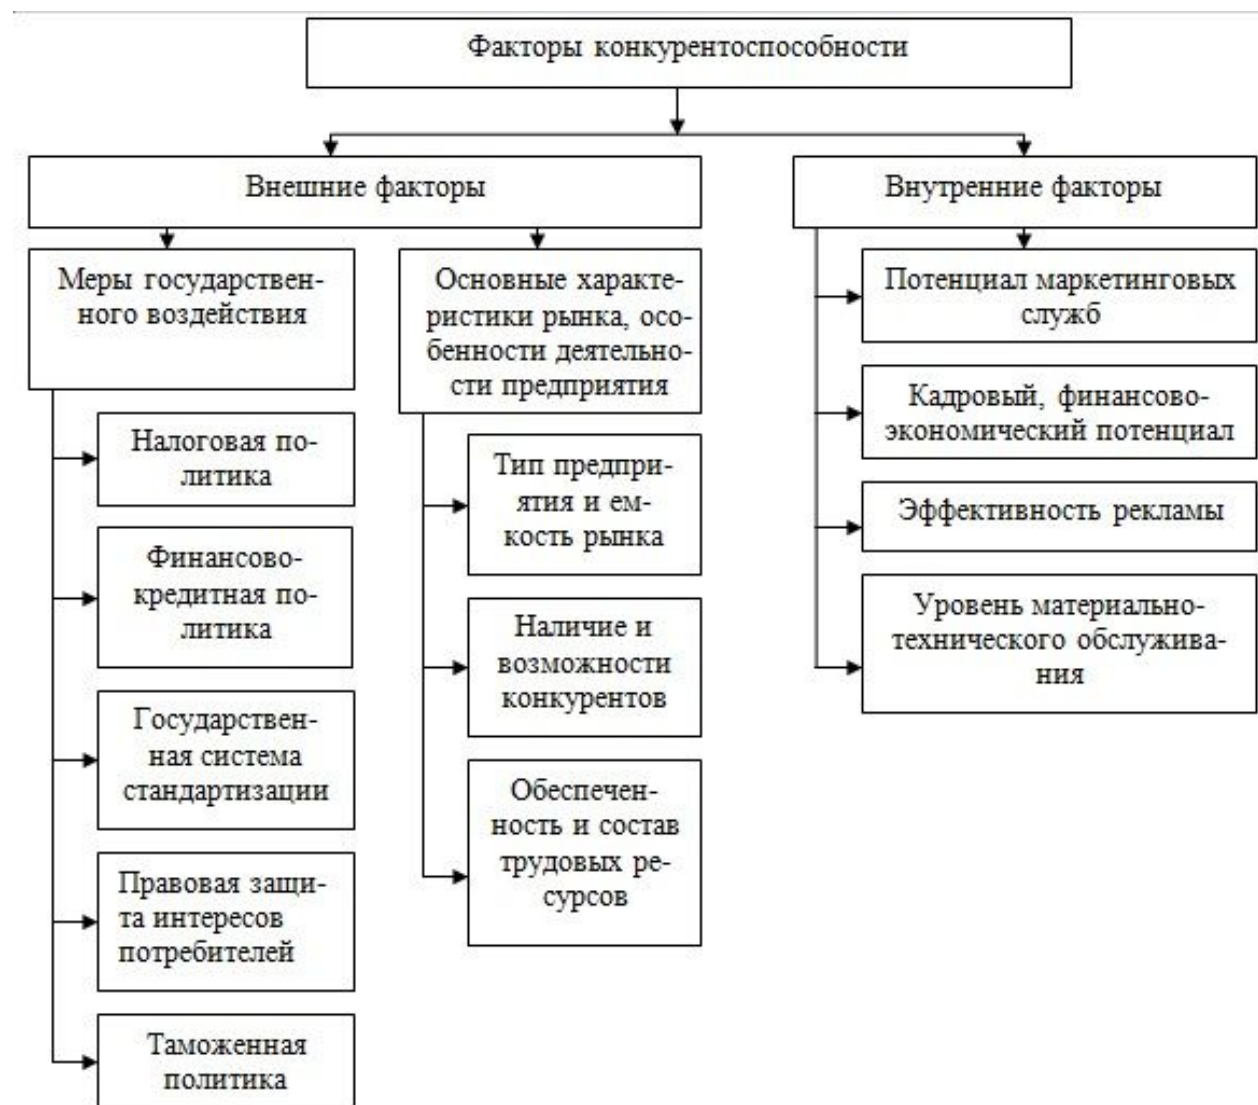 Факторы конкурентоспособности
Внешние факторы
Внутренние факторы
Меры государствен-
ного воздействия
Налоговая по-
литика
Финансово-
кредитная по-
литика
Государствен-
ная система
стандартизации
Правовая защи-
та интересов
потребителей
Таможенная
политика
Основные характе-
ристики рынка, осо-
бенности деятельно-
сти предприятия
Тип предпри-
ятия и ем-
кость рынка
Наличие и
возможности
конкурентов
Обеспечен-
ность и состав
трудовых ре-
сурсов
Потенциал маркетинговых
служб
Кадровый, финансово-
экономический потенциал
Эффективность рекламы
Уровень материально-
технического обслужива-
ния